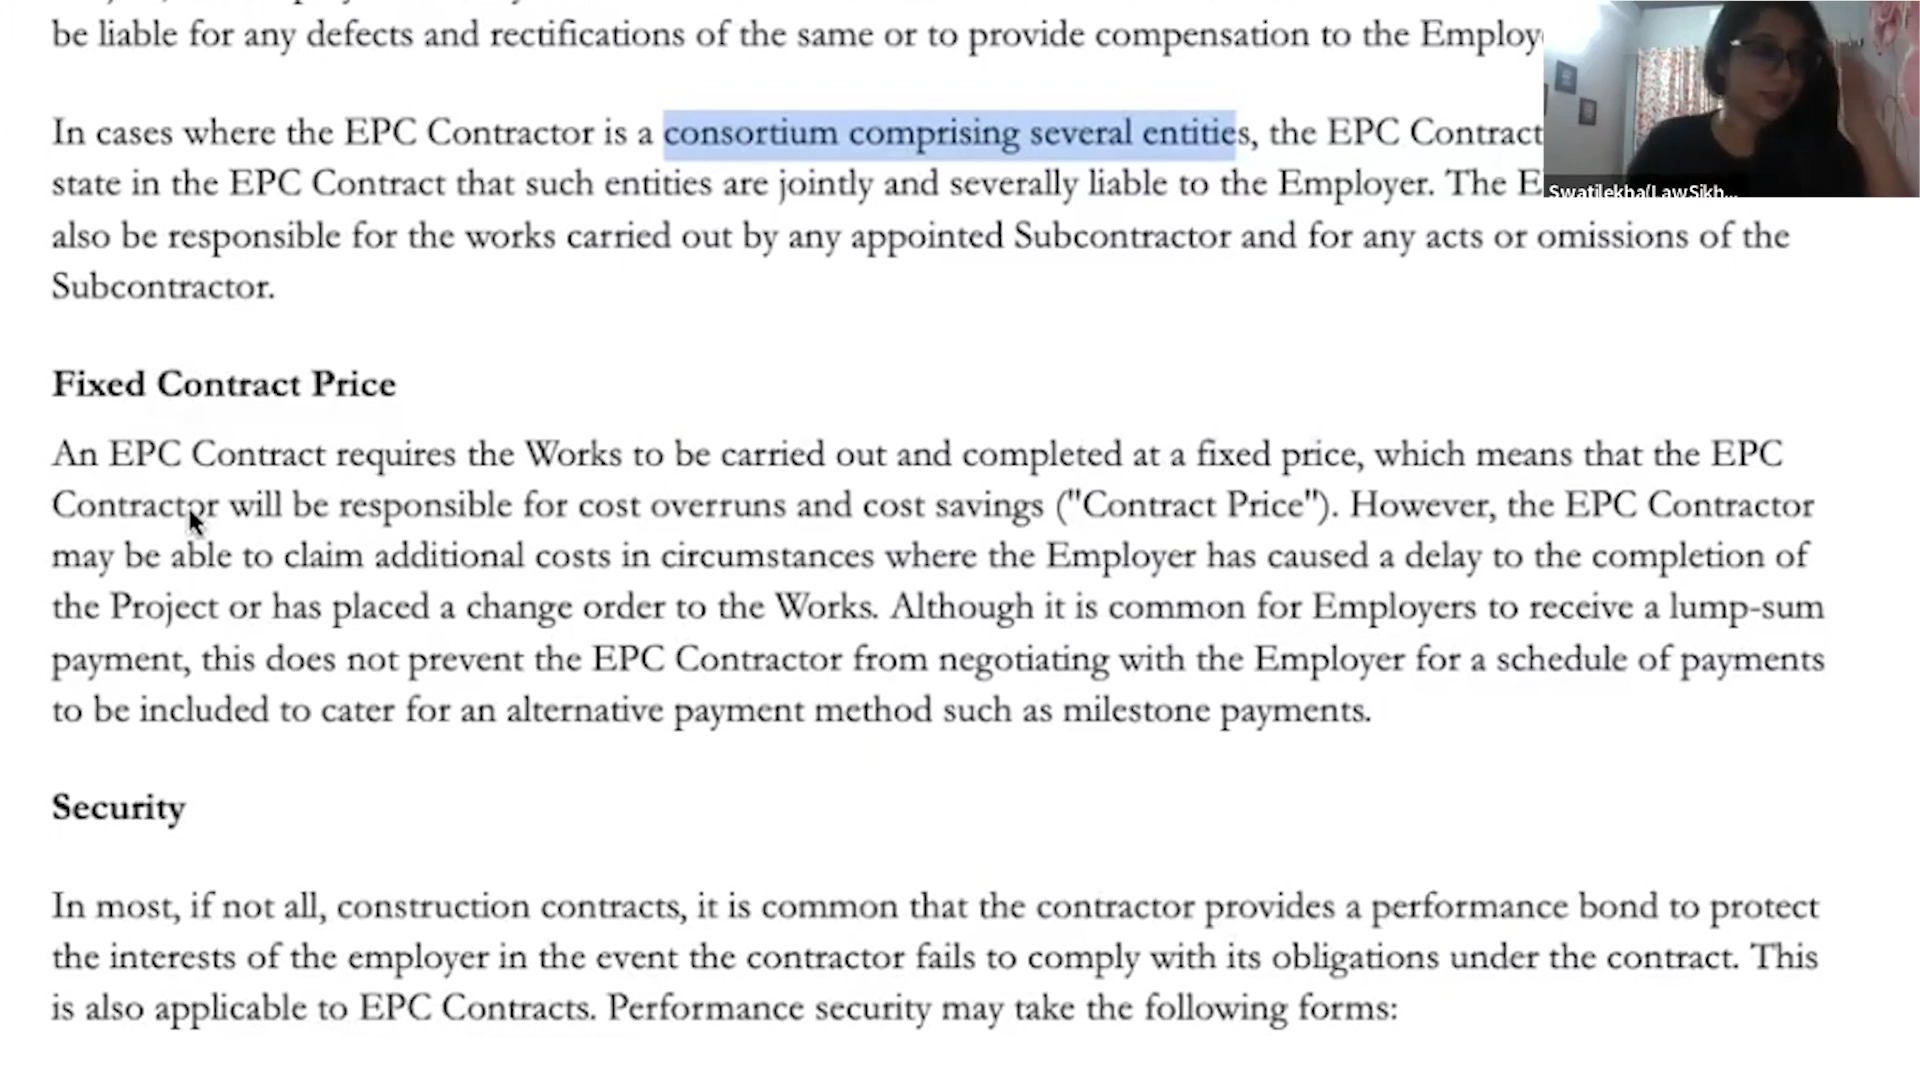 be liable for any defects and rectifications of the same or to provide compensation to the
In cases where the EPC Contractor is a consortium comprising several entities, the EPC
state in the EPC Contract that such entities are jointly and severally liable to the Employer. The
also be responsible for the works carried out by any appointed Subcontractor and for any acts or omissions of the
Subcontractor.
Fixed Contract Price
An EPC Contract requires the Works to be carried out and completed at a fixed price, which means that the EPC
Contractor will be responsible for cost overruns and cost savings ("Contract Price"). However, the EPC Contractor
may be able to claim additional costs in circumstances where the Employer has caused a delay to the completion of
the Project or has placed a change order to the Works. Although it is common for Employers to receive a lump-sum
payment, this does not prevent the EPC Contractor from negotiating with the Employer for a schedule of payments
to be included to cater for an alternative payment method such as milestone payments.
Security
In most, if not all, construction contracts, it is common that the contractor provides a performance bond to protect
the interests of the employer in the event the contractor fails to comply with its obligations under the contract. This
is also applicable to EPC Contracts. Performance security may take the following forms:
Swatilekha(LawSikh...